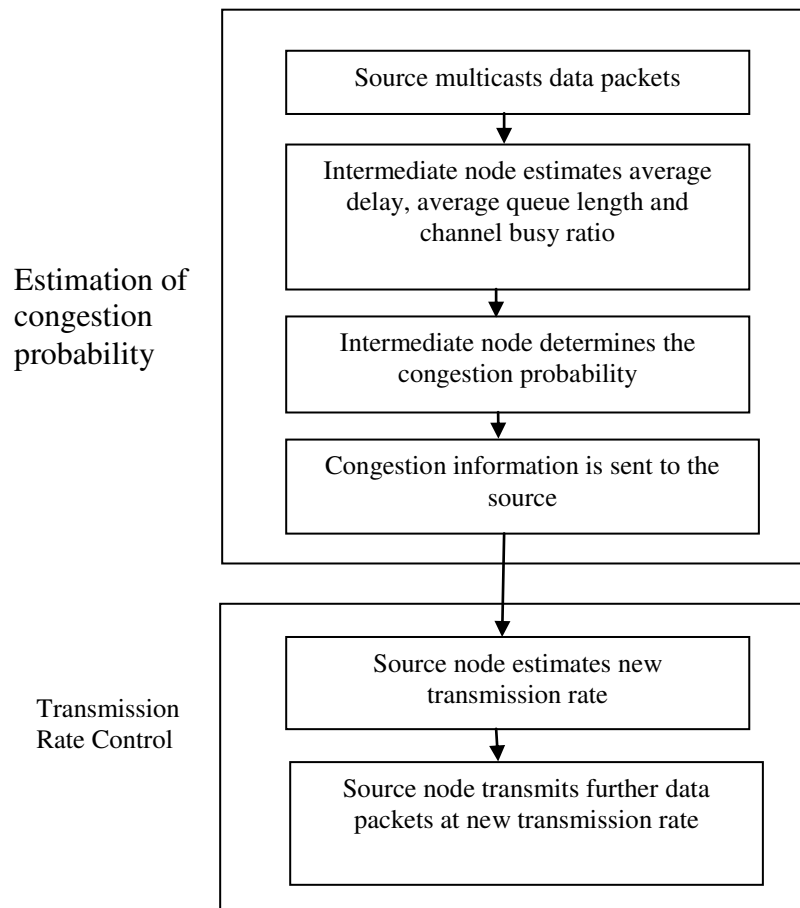 Source multicasts data packets
Intermediate node estimates average
delay, average queue length and
channel busy ratio
Estimation of
congestion
probability
Intermediate node determines the
congestion probability
Congestion information is sent to the
source
Source node estimates new
transmission rate
Transmission
Rate Control
Source node transmits further data
packets at new transmission rate